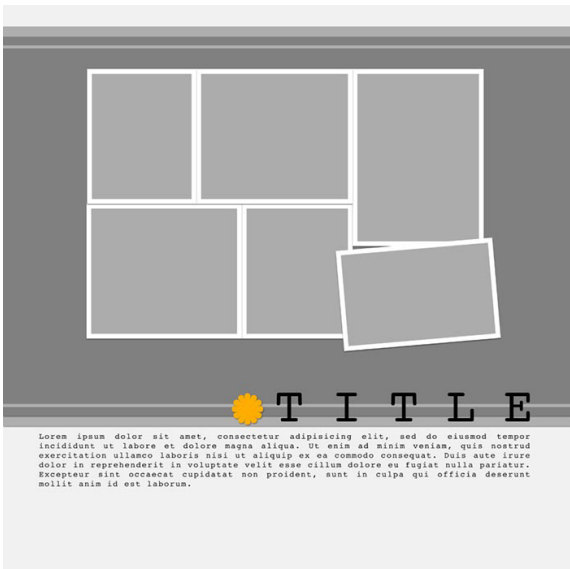 TITLE
Lorem ipsum dolor sit amet, consectetur adipisicing elit, sed do eiusmod tempor
incididunt ut labore et dolore magna aliqua. Ut enim ad minim veniam, quis nostrud
exercitation ullamco laboris nisi ut aliquip ex ea commodo consequat. Duis aute irure
dolor in reprehenderit in voluptate velit esse cillum dolore eu fugiat nulla pariatur.
Excepteur sint occaecat cupidatat non proident, sunt in culpa qui officia deserunt
mollit anim id est laborum.